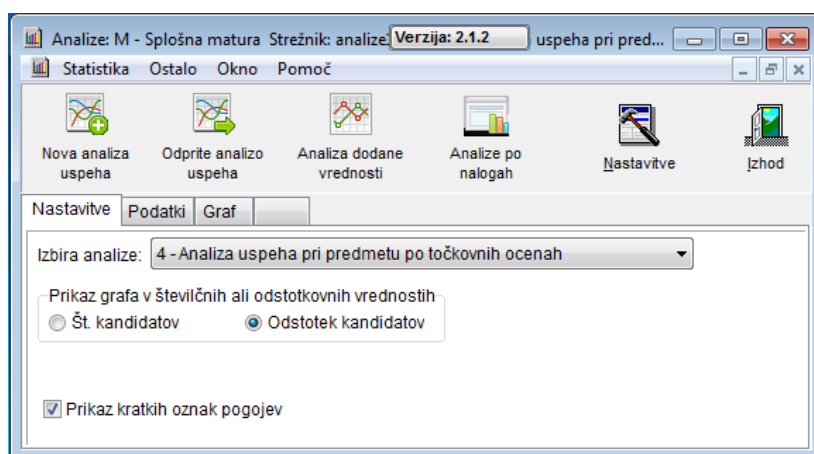 Analize: M - Splošna matura Strežnik: analize Verzija: 2.1.2 uspeha pri pred...
Statistika Ostalo Okno Pomoč
Nova analiza uspeha
Odprite analizo uspeha
Analiza dodane vrednosti
Analize po nalogah
Nastavitve
Izhod
Nastavitve Podatki Graf
Izbira analize: 4 - Analiza uspeha pri predmetu po točkovnih ocenah
Prikaz grafa v številčnih ali odstotkovnih vrednostih
Št. kandidatov Odstotek kandidatov
Prikaz kratkih oznak pogojev